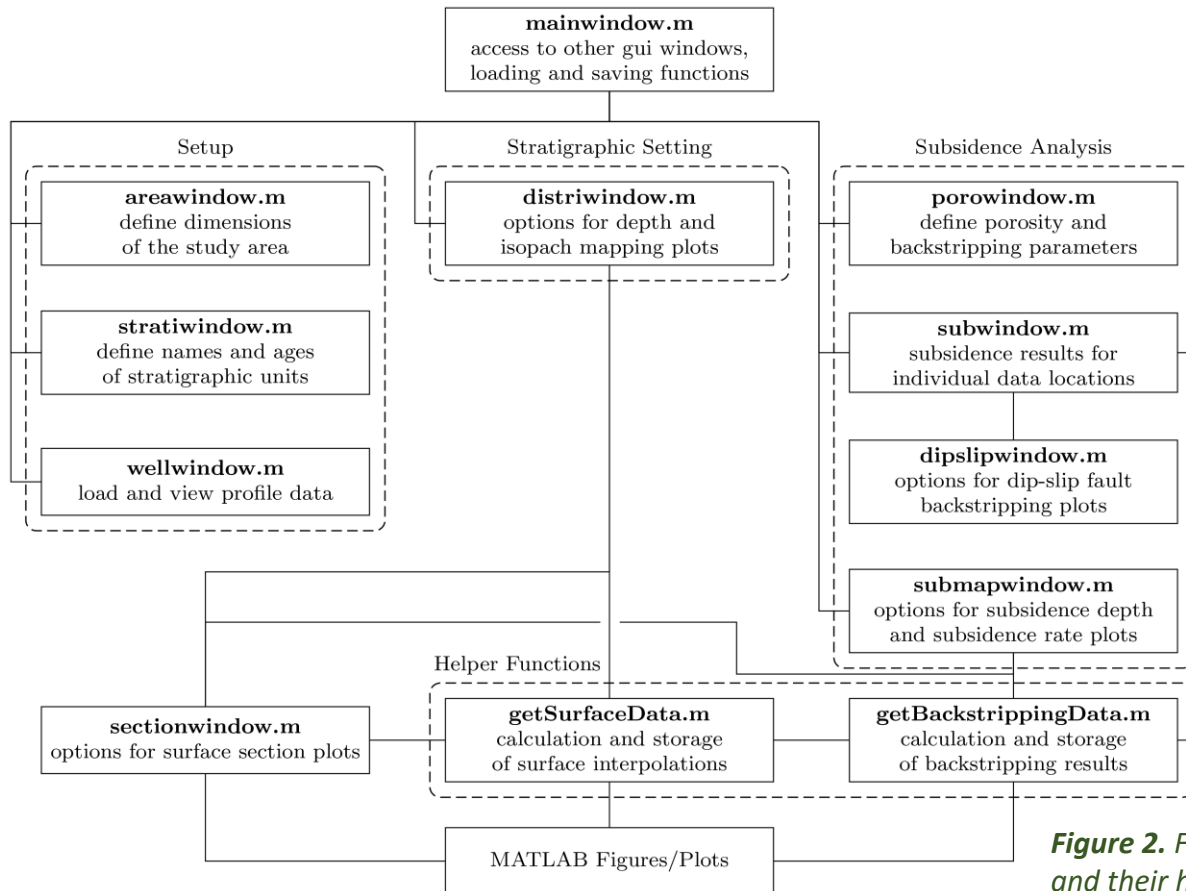 mainwindow.m
access to other gui windows,
loading and saving functions
Setup
areawindow.m
define dimensions
of the study area
stratiwindow.m
define names and ages
of stratigraphic units
wellwindow.m
load and view profile data
Stratigraphic Setting
distriwindow.m
options for depth and
isopach mapping plots
Subsidence Analysis
porowindow.m
define porosity and
backstripping parameters
subwindow.m
subsidence results for
individual data locations
dipslipwindow.m
options for dip-slip fault
backstripping plots
submapwindow.m
options for subsidence depth
and subsidence rate plots
Helper Functions
sectionwindow.m
options for surface section plots
getSurfaceData.m
calculation and storage
of surface interpolations
getBackstrippingData.m
calculation and storage
of backstripping results
MATLAB Figures/Plots
Figure 2.
and their